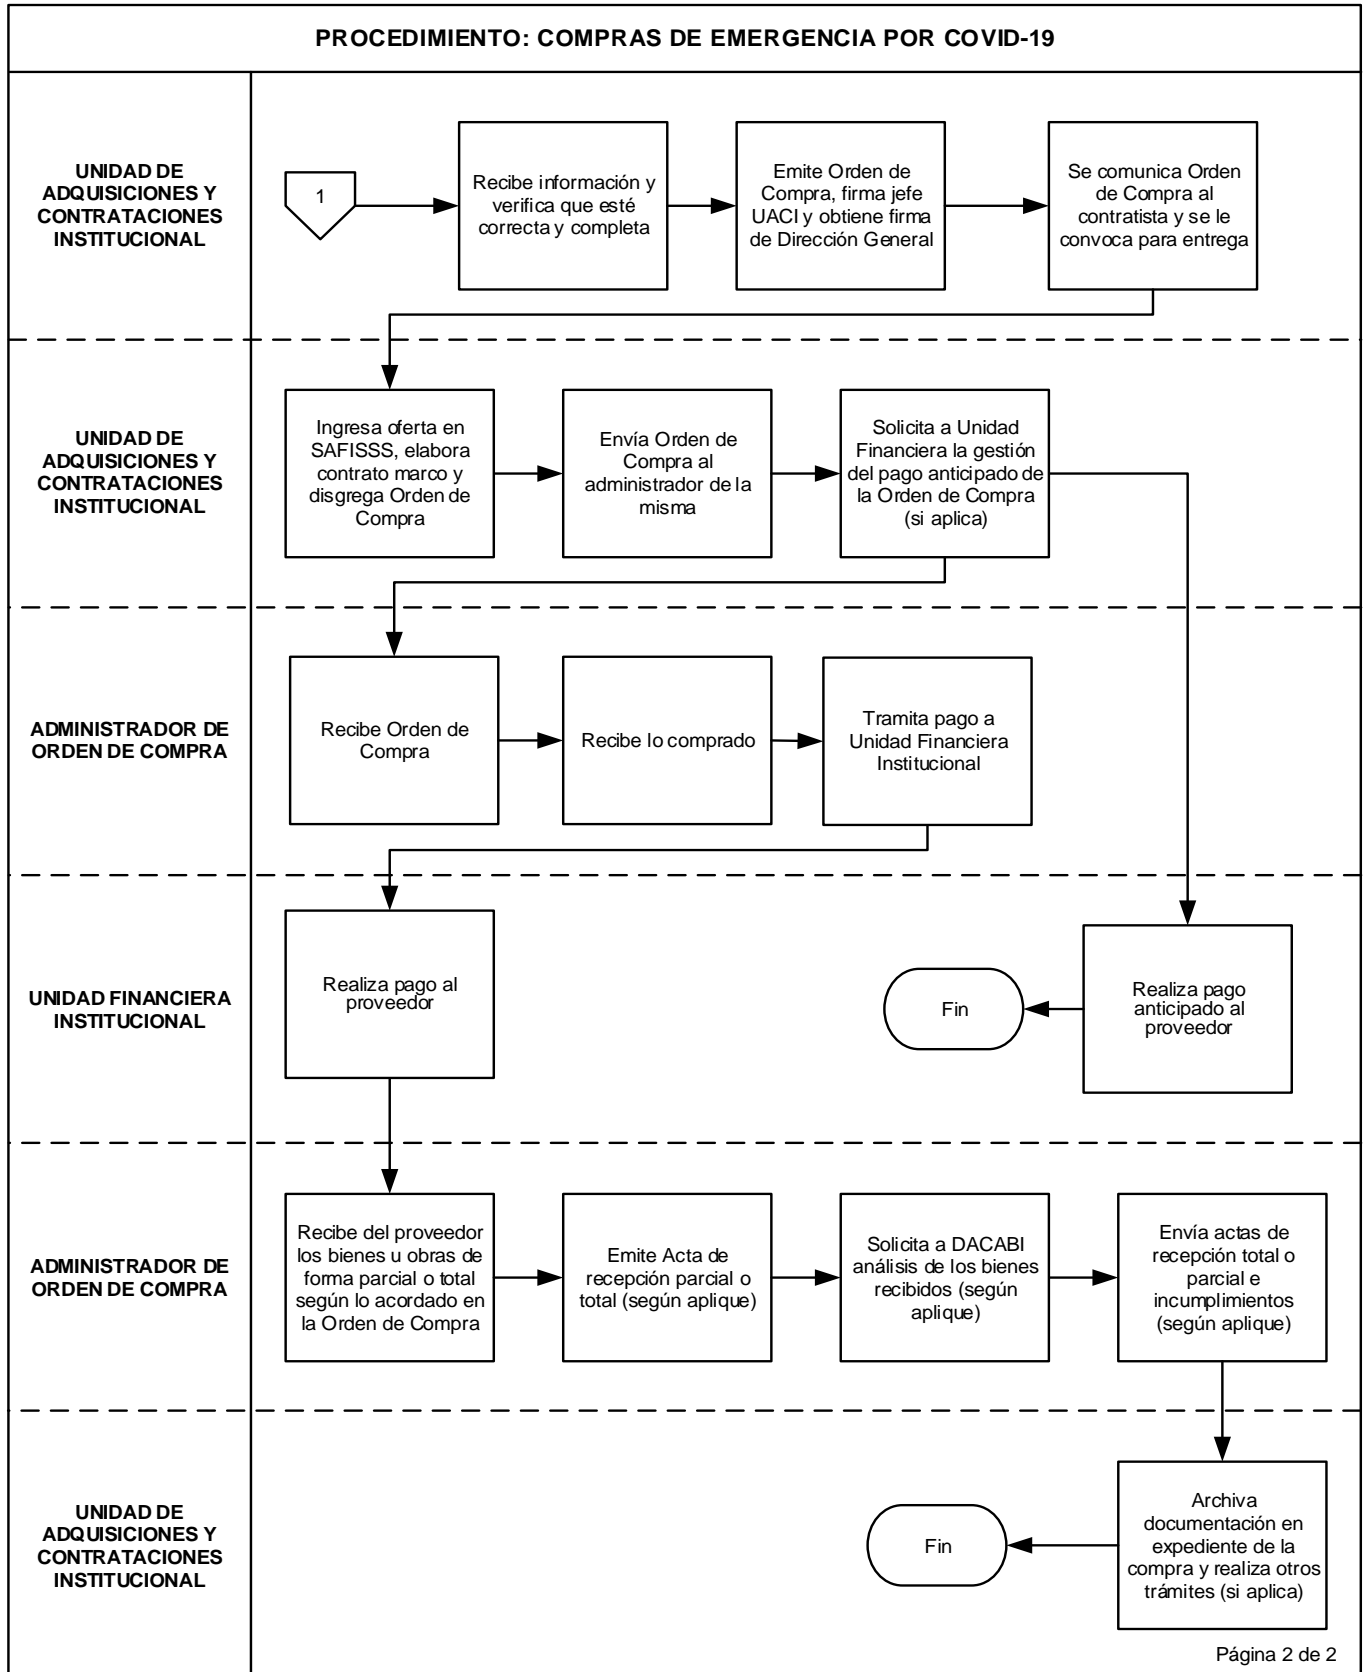 PROCEDIMIENTO: COMPRAS DE EMERGENCIA POR COVID-19
UNIDAD DE
ADQUISICIONES Y
CONTRATACIONES
INSTITUCIONAL
1
Recibe información y
verifica que esté
correcta y completa
Emite Orden de
Compra, firma jefe
UACI y obtiene firma
de Dirección General
Se comunica Orden
de Compra al
contratista y se le
convoca para entrega
UNIDAD DE
ADQUISICIONES Y
CONTRATACIONES
INSTITUCIONAL
Ingresa oferta en
SAFISSS, elabora
contrato marco y
disgrega Orden de
Compra
Envía Orden de
Compra al
administrador de la
misma
Solicita a Unidad
Financiera la gestión
del pago anticipado de
la Orden de Compra
(si aplica)
ADMINISTRADOR DE
ORDEN DE COMPRA
Recibe Orden de
Compra
Recibe lo comprado
Tramita pago a
Unidad Financiera
Institucional
UNIDAD FINANCIERA
INSTITUCIONAL
Realiza pago al
proveedor
Fin
Realiza pago
anticipado al
proveedor
ADMINISTRADOR DE
ORDEN DE COMPRA
Recibe del proveedor
los bienes u obras de
forma parcial o total
según lo acordado en
la Orden de Compra
Emite Acta de
recepción parcial o
total (según aplique)
Solicita a DACABI
análisis de los bienes
recibidos (según
aplique)
Envía actas de
recepción total o
parcial e
incumplimientos
(según aplique)
UNIDAD DE
ADQUISICIONES Y
CONTRATACIONES
INSTITUCIONAL
Fin
Archiva
documentación en
expediente de la
compra y realiza otros
trámites (si aplica)
Página 2 de 2